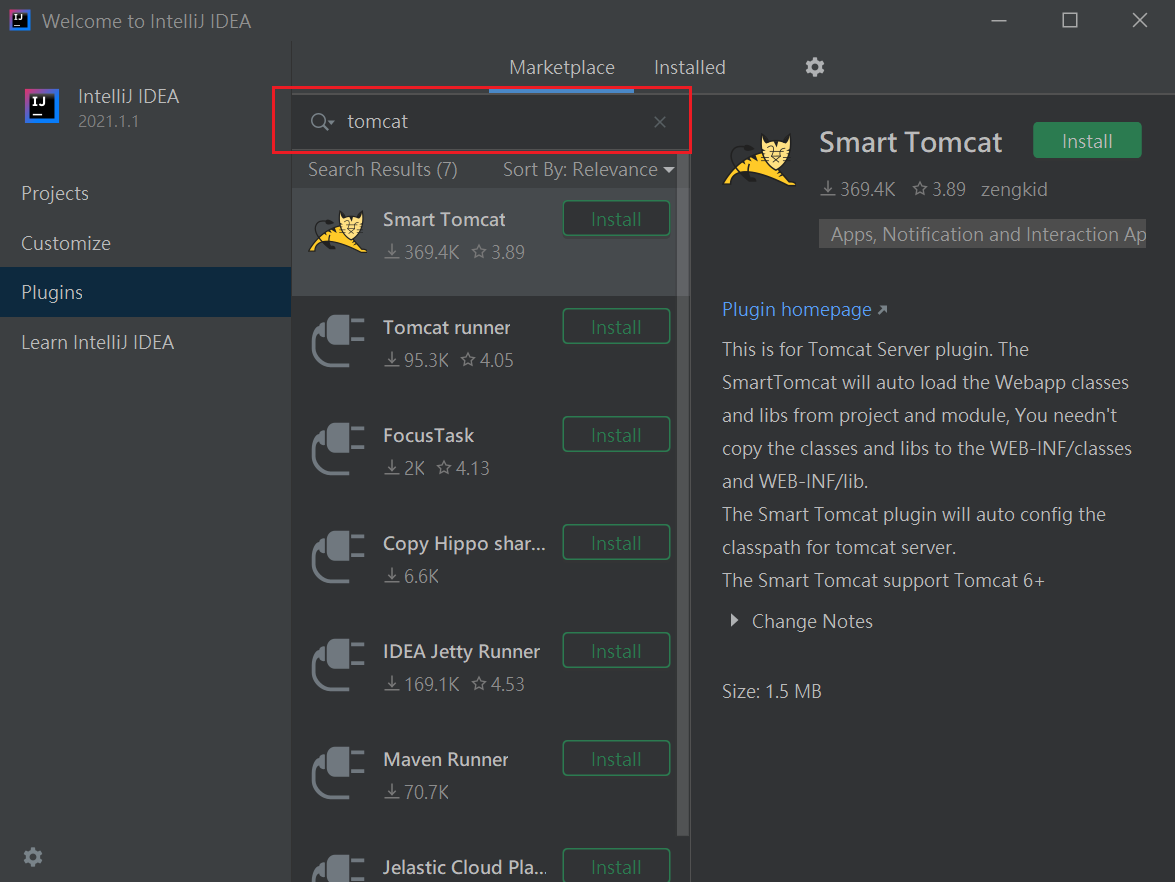 Welcome to IntelliJ IDEA
IJ
IntelliJ IDEA
2021.1.1
Projects
Customize
Plugins
Learn IntelliJ IDEA
Marketplace
Installed
tomcat
Search Results (7)
Sort By: Relevance
Smart Tomcat
Install
369.4K
3.89
Tomcat runner
Install
95.3K
4.05
FocusTask
Install
2K
4.13
Copy Hippo shar...
Install
6.6K
IDEA Jetty Runner
Install
169.1K
4.53
Maven Runner
Install
70.7K
Jelastic Cloud Pla...
Install
Smart Tomcat
Install
369.4K
3.89
zengkid
Apps, Notification and Interaction Ap
Plugin homepage
This is for Tomcat Server plugin. The
SmartTomcat will auto load the Webapp classes
and libs from project and module, You needn't
copy the classes and libs to the WEB-INF/classes
and WEB-INF/lib.
The Smart Tomcat plugin will auto config the
classpath for tomcat server.
The Smart Tomcat support Tomcat 6+
Change Notes
Size: 1.5 MB